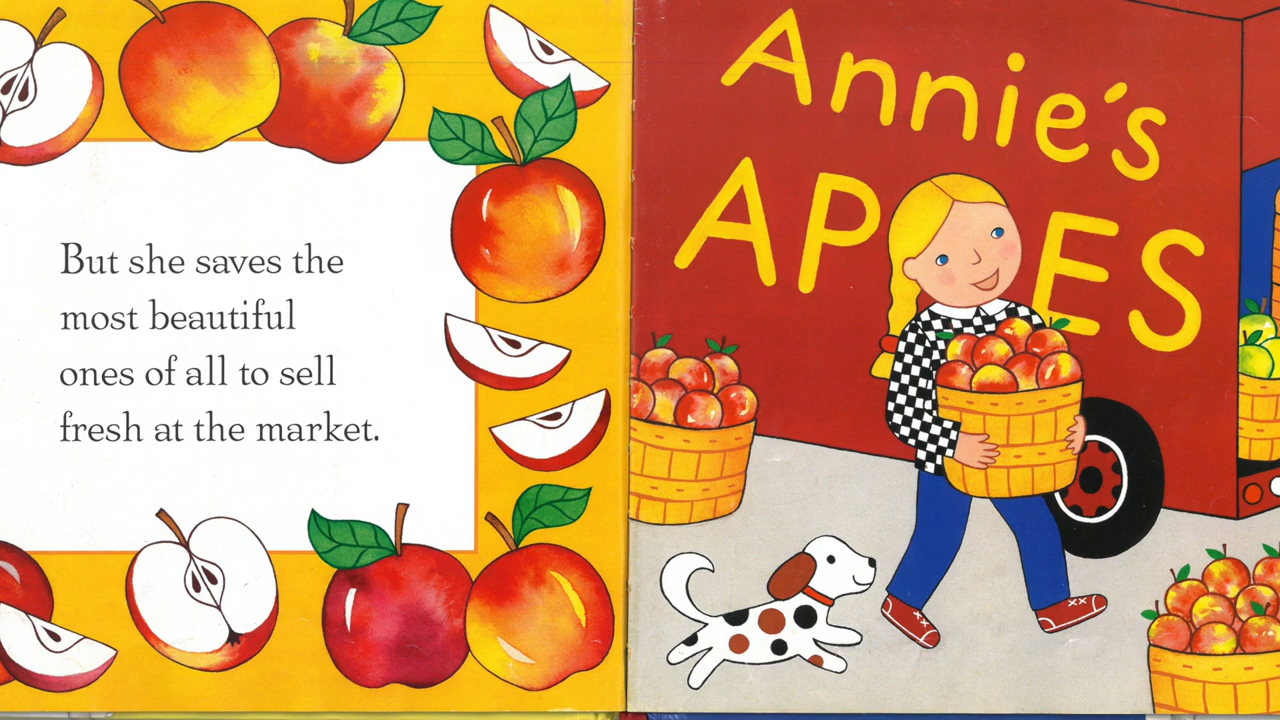 But she saves the
most beautiful
ones of all to sell
fresh at the market.
Annie's
AP ES